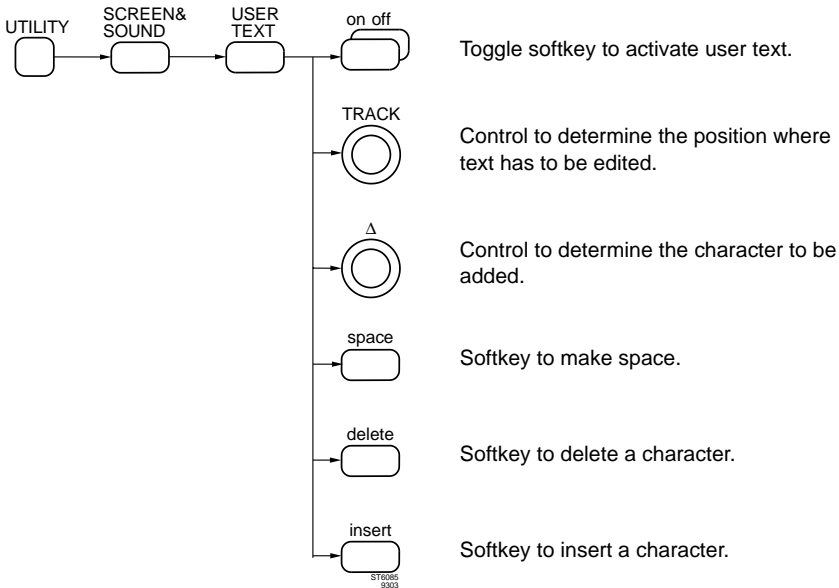 UTILITY
SCREEN&
SOUND
USER
TEXT
on off
Toggle softkey to activate user text.
TRACK
Control to determine the position where
text has to be edited.
Δ
Control to determine the character to be
added.
space
Softkey to make space.
delete
Softkey to delete a character.
insert
Softkey to insert a character.
ST6085
9303